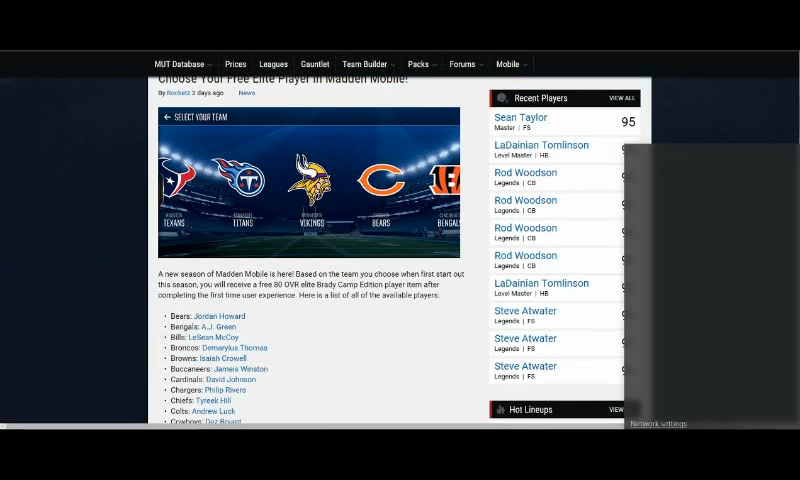 MUT Database
Prices
Leagues
Gauntlet
Team Builder
Packs
Forums
Mobile
Choose Your Free Elite Player in Madden Mobile!
By Rocketz 2 days ago News
SELECT YOUR TEAM
TEXANS
TITANS
VIKINGS
BEARS
BENGALS
A new season of Madden Mobile is here! Based on the team you choose when first start out
this season, you will receive a free 80 OVR elite Brady Camp Edition player item after
completing the first time user experience. Here is a list of all of the available players:
Bears: Jordan Howard
Bengals: A.J. Green
Bills: LeSean McCoy
Broncos: Demaryius Thomas
Browns: Isaiah Crowell
Buccaneers: Jameis Winston
Cardinals: David Johnson
Chargers: Philip Rivers
Chiefs: Tyreek Hill
Colts: Andrew Luck
Cowboys: Dez Bryant
Recent Players VIEW ALL
Sean Taylor 95
Master | FS
LaDainian Tomlinson
Level Master | HB
Rod Woodson
Legends | CB
Rod Woodson
Legends | CB
Rod Woodson
Legends | CB
Rod Woodson
Legends | CB
LaDainian Tomlinson
Level Master | HB
Steve Atwater
Legends | FS
Steve Atwater
Legends | FS
Steve Atwater
Legends | FS
Hot Lineups VIEW
Network settings